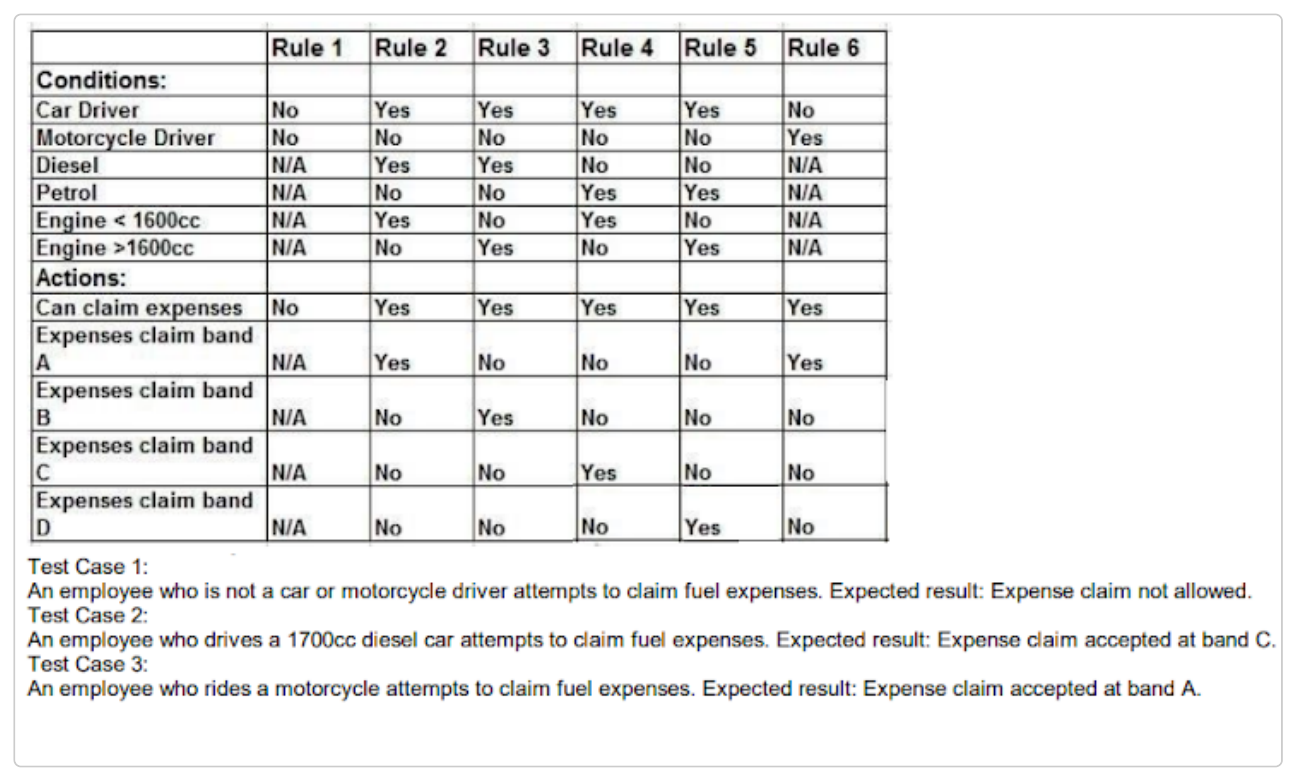 Rule 1 Rule 2 Rule 3 Rule 4 Rule 5 Rule 6
Conditions:
Car Driver No Yes Yes Yes Yes No
Motorcycle Driver No No No No No Yes
Diesel N/A Yes Yes No No N/A
Petrol N/A No No Yes Yes N/A
Engine < 1600cc N/A Yes No Yes No N/A
Engine >1600cc N/A No Yes No Yes N/A
Actions:
Can claim expenses No Yes Yes Yes Yes Yes
Expenses claim band
A N/A Yes No No No Yes
Expenses claim band
B N/A No Yes No No No
Expenses claim band
C N/A No No Yes No No
Expenses claim band
D N/A No No No Yes No
Test Case 1:
An employee who is not a car or motorcycle driver attempts to claim fuel expenses. Expected result: Expense claim not allowed.
Test Case 2:
An employee who drives a 1700cc diesel car attempts to claim fuel expenses. Expected result: Expense claim accepted at band C.
Test Case 3:
An employee who rides a motorcycle attempts to claim fuel expenses. Expected result: Expense claim accepted at band A.